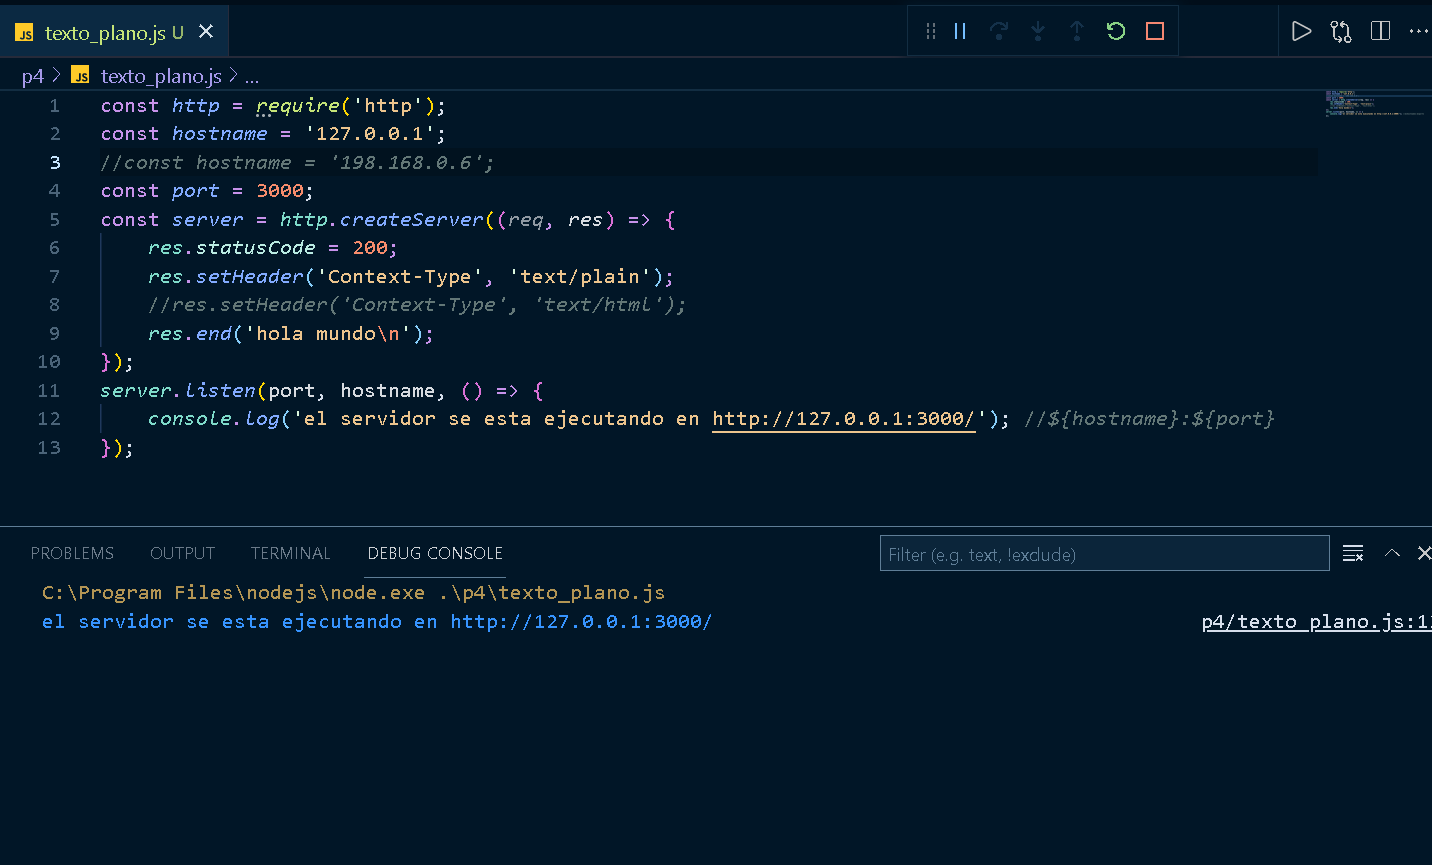 JS texto_plano.js U
p4 > JS texto_plano.js > ...
1 const http = require('http');
2 const hostname = '127.0.0.1';
3 //const hostname = '198.168.0.6';
4 const port = 3000;
5 const server = http.createServer((req, res) => {
6 res.statusCode = 200;
7 res.setHeader('Context-Type', 'text/plain');
8 //res.setHeader('Context-Type', 'text/html');
9 res.end('hola mundo\n');
10 });
11 server.listen(port, hostname, () => {
12 console.log('el servidor se esta ejecutando en http://127.0.0.1:3000/'); //${hostname}:${port}
13 });
PROBLEMS OUTPUT TERMINAL DEBUG CONSOLE Filter (e.g. text, !exclude)
C:\Program Files\nodejs\node.exe .\p4\texto_plano.js
el servidor se esta ejecutando en http://127.0.0.1:3000/ p4/texto_plano.js:1